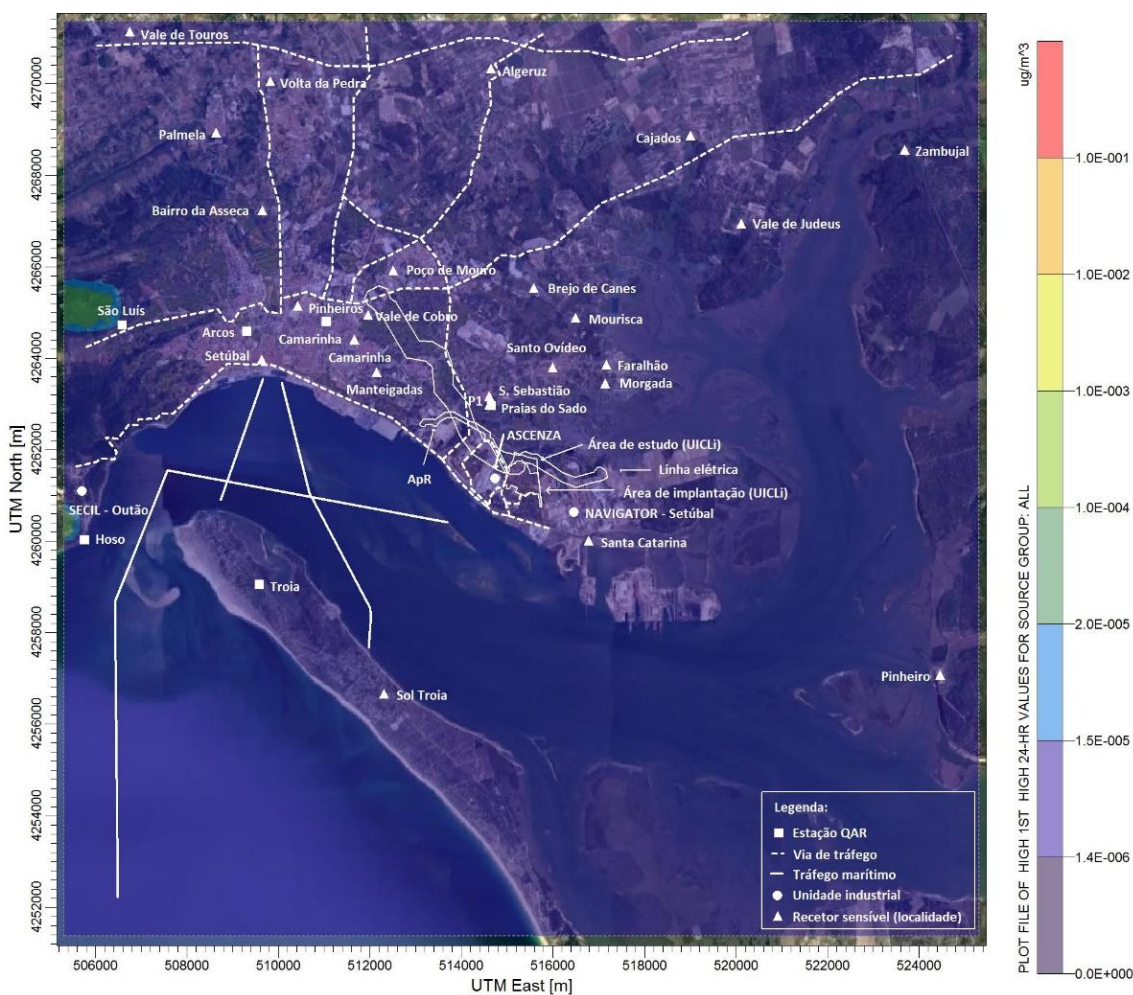 Vale de Touros
Volta da Pedra
Algeruz
Palmela
Cajados
Zambujal
Bairro da Asseca
Vale de Judeus
Poço de Mouro
Brejo de Canes
São Luís
Pinheiros
Vale de Cobro
Mourisca
Arcos
Camarinha
Santo Ovídeo
Setúbal
Camarinha
Faralhão
Manteigadas
Morgada
S. Sebastião
P1
Praias do Sado
ASCENZA
Área de estudo (UICLi)
ApR
Linha elétrica
Área de implantação (UICLi)
SECIL - Outão
NAVIGATOR - Setúbal
Hoso
Santa Catarina
Troia
Pinheiro
Sol Troia
Legenda:
Estação QAR
Via de tráfego
Tráfego marítimo
Unidade industrial
Recetor sensível (localidade)
UTM North [m]
4270000
4268000
4266000
4264000
4262000
4260000
4258000
4256000
4254000
4252000
506000 508000 510000 512000 514000 516000 518000 520000 522000 524000
UTM East [m]
ug/m^3
1.0E-001
1.0E-002
1.0E-003
1.0E-004
2.0E-005
1.5E-005
1.4E-006
0.0E+000
PLOT FILE OF HIGH 1ST HIGH 24-HR VALUES FOR SOURCE GROUP: ALL